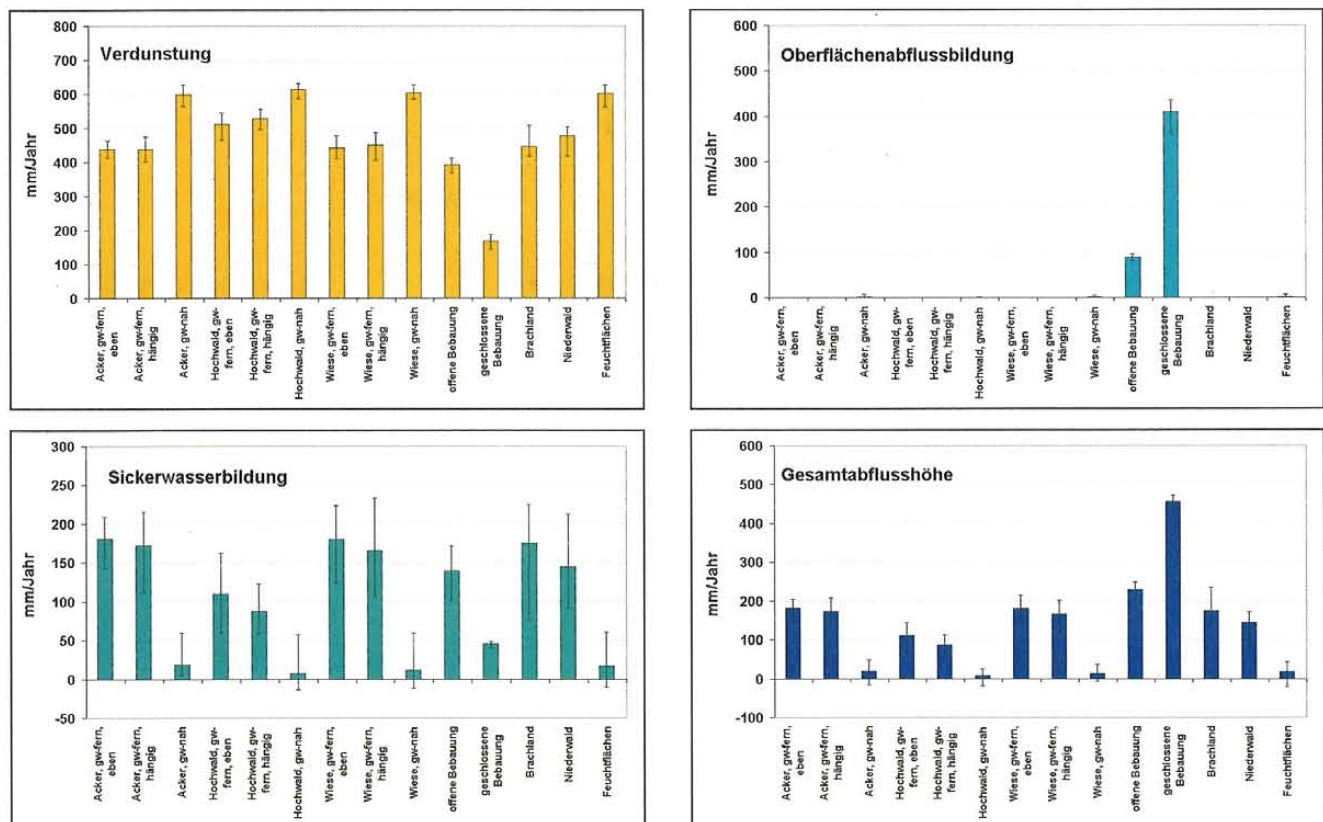 Verdunstung
mm/Jahr
800
700
600
500
400
300
200
100
0
Acker, gw-fern,
eben
Acker, gw-fern,
hängig
Acker, gw-nah
Hochwald, gw-
fern, eben
Hochwald, gw-
fern, hängig
Hochwald, gw-nah
Wiese, gw-fern,
eben
Wiese, gw-fern,
hängig
Wiese, gw-nah
offene Bebauung
geschlossene
Bebauung
Brachland
Niederwald
Feuchtflächen
Oberflächenabflussbildung
mm/Jahr
600
500
400
300
200
100
0
Acker, gw-fern,
eben
Acker, gw-fern,
hängig
Acker, gw-nah
Hochwald, gw-
fern, eben
Hochwald, gw-
fern, hängig
Hochwald, gw-nah
Wiese, gw-fern,
eben
Wiese, gw-fern,
hängig
Wiese, gw-nah
offene Bebauung
geschlossene
Bebauung
Brachland
Niederwald
Feuchtflächen
Sickerwasserbildung
mm/Jahr
300
250
200
150
100
50
0
-50
Acker, gw-fern,
eben
Acker, gw-fern,
hängig
Acker, gw-nah
Hochwald, gw-
fern, eben
Hochwald, gw-
fern, hängig
Hochwald, gw-nah
Wiese, gw-fern,
eben
Wiese, gw-fern,
hängig
Wiese, gw-nah
offene Bebauung
geschlossene
Bebauung
Brachland
Niederwald
Feuchtflächen
Gesamtabflusshöhe
mm/Jahr
600
500
400
300
200
100
0
-100
Acker, gw-fern,
eben
Acker, gw-fern,
hängig
Acker, gw-nah
Hochwald, gw-
fern, eben
Hochwald, gw-
fern, hängig
Hochwald, gw-nah
Wiese, gw-fern,
eben
Wiese, gw-fern,
hängig
Wiese, gw-nah
offene Bebauung
geschlossene
Bebauung
Brachland
Niederwald
Feuchtflächen